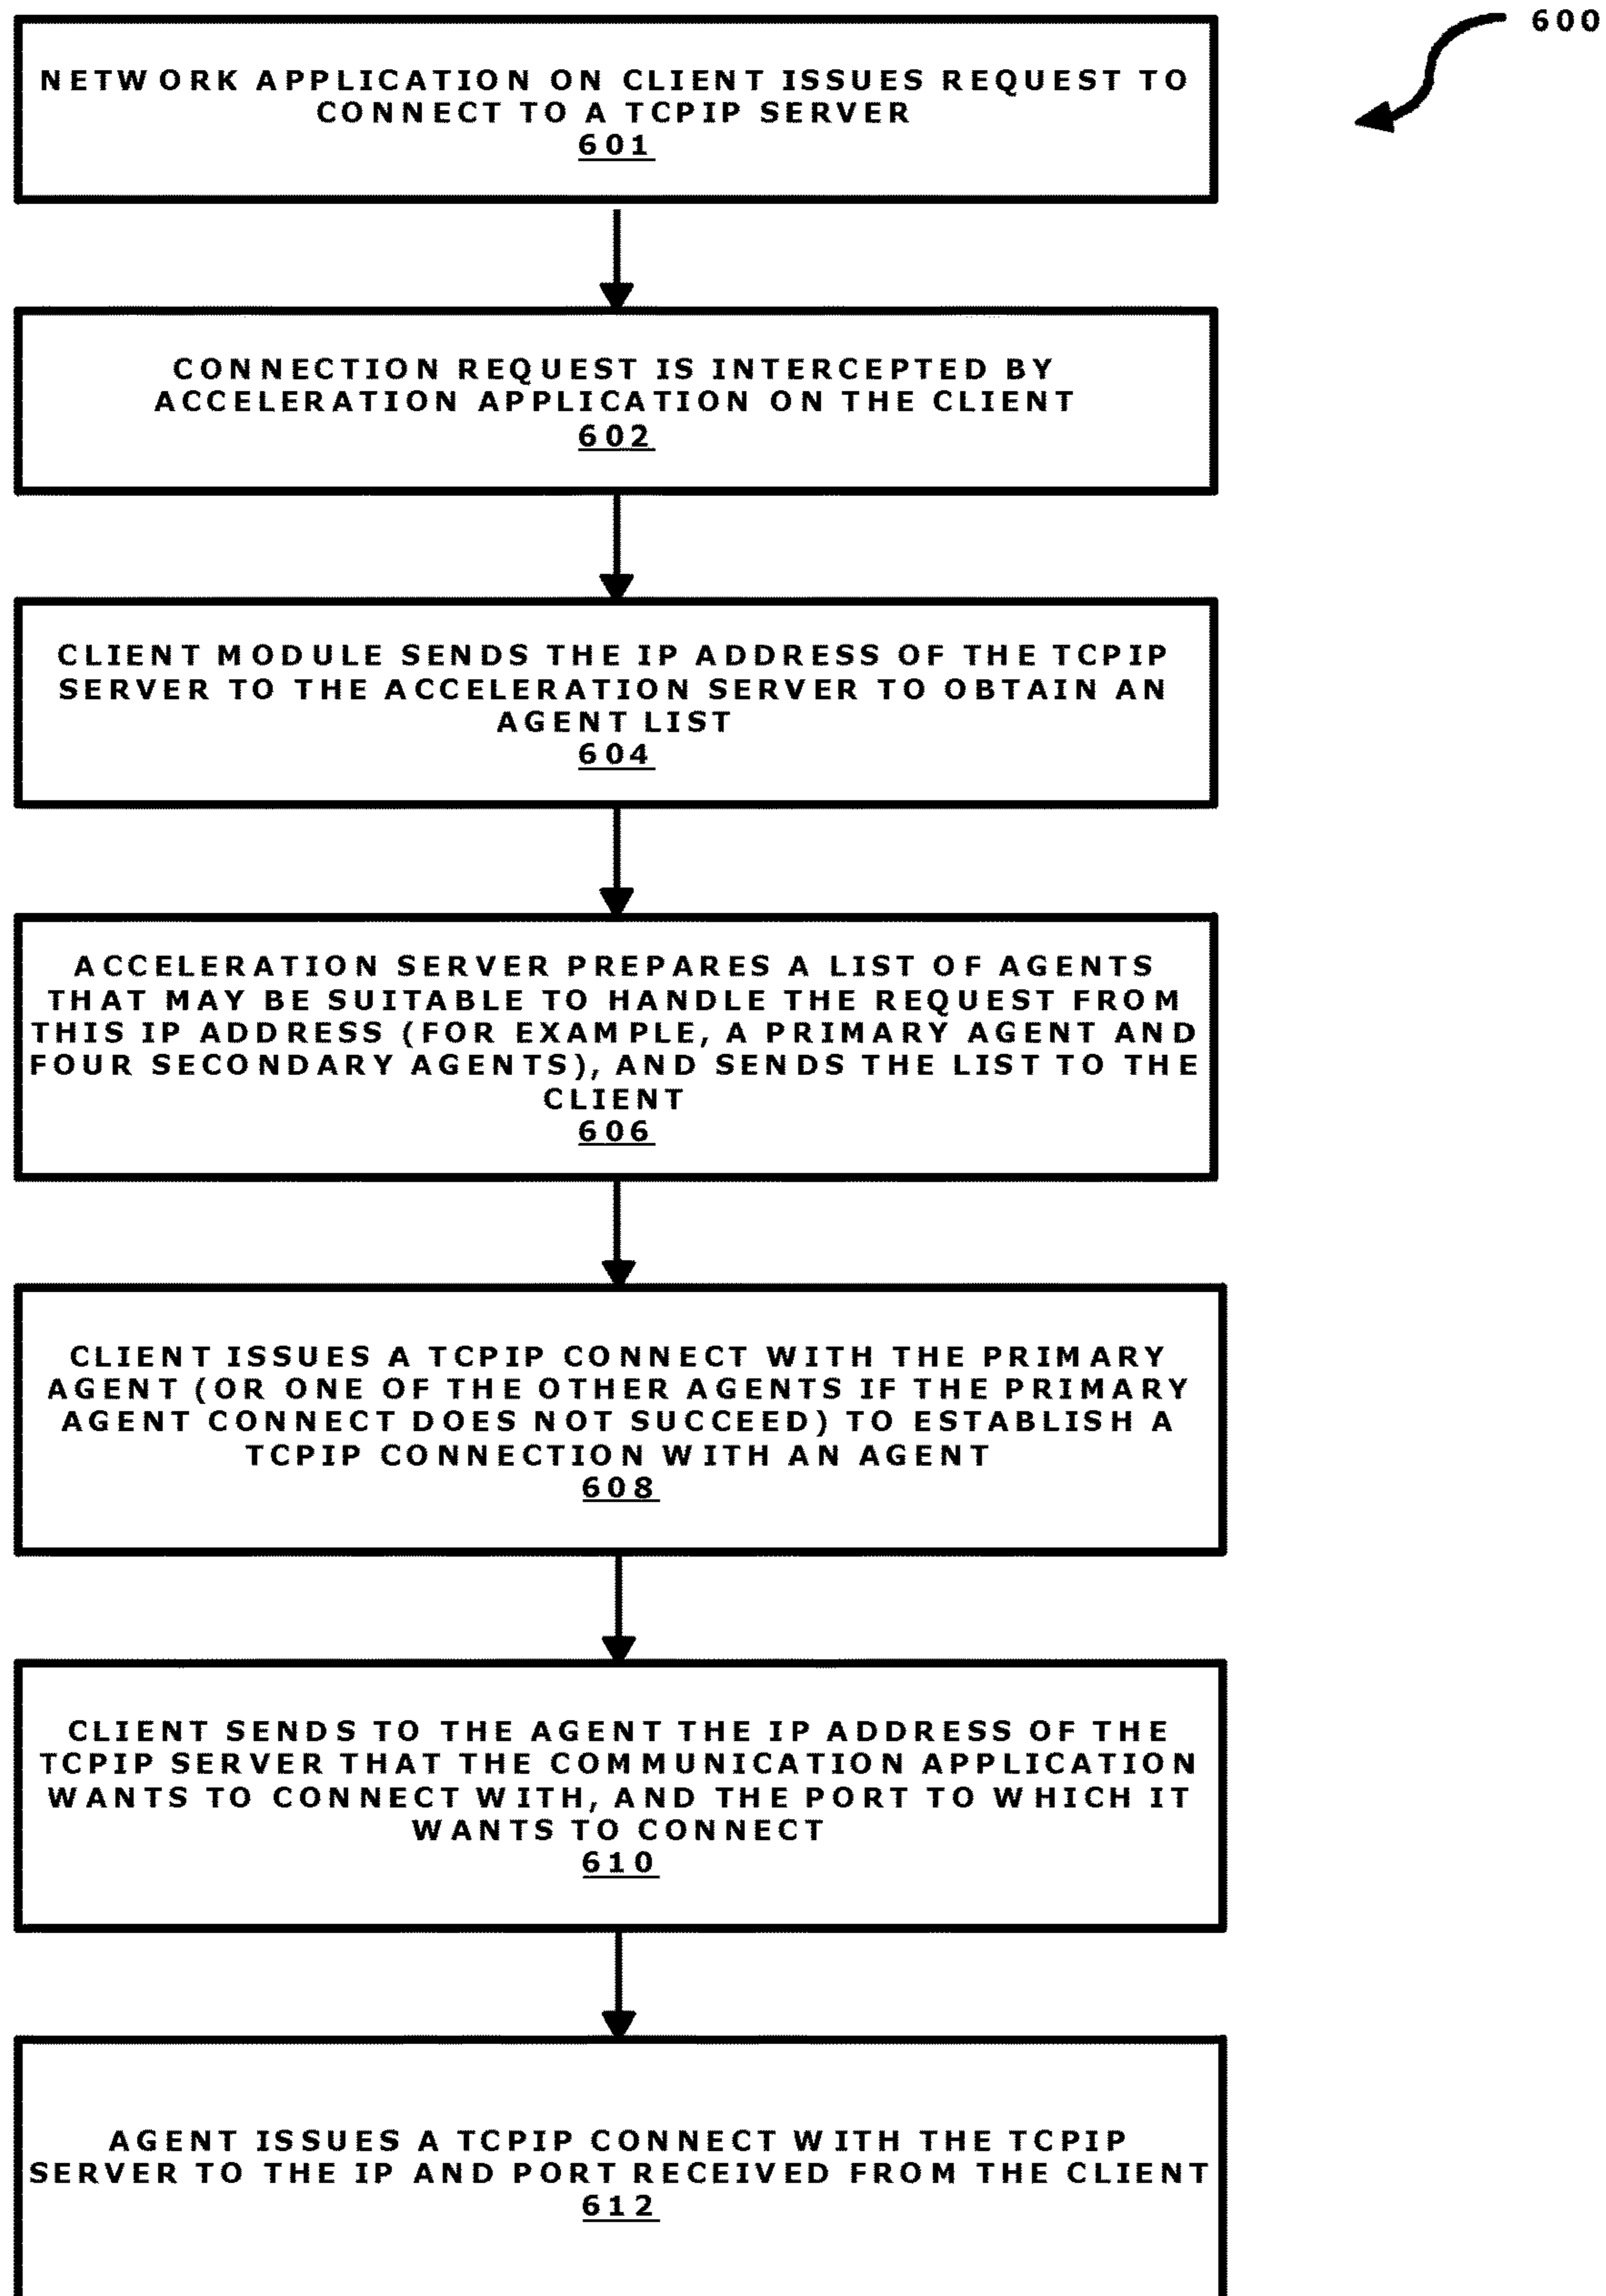 600
NETWORK APPLICATION ON CLIENT ISSUES REQUEST TO
CONNECT TO A TCPIP SERVER
601
CONNECTION REQUEST IS INTERCEPTED BY
ACCELERATION APPLICATION ON THE CLIENT
602
CLIENT MODULE SENDS THE IP ADDRESS OF THE TCPIP
SERVER TO THE ACCELERATION SERVER TO OBTAIN AN
AGENT LIST
604
ACCELERATION SERVER PREPARES A LIST OF AGENTS
THAT MAY BE SUITABLE TO HANDLE THE REQUEST FROM
THIS IP ADDRESS (FOR EXAMPLE, A PRIMARY AGENT AND
FOUR SECONDARY AGENTS), AND SENDS THE LIST TO THE
CLIENT
606
CLIENT ISSUES A TCPIP CONNECT WITH THE PRIMARY
AGENT (OR ONE OF THE OTHER AGENTS IF THE PRIMARY
AGENT CONNECT DOES NOT SUCCEED) TO ESTABLISH A
TCPIP CONNECTION WITH AN AGENT
608
CLIENT SENDS TO THE AGENT THE IP ADDRESS OF THE
TCPIP SERVER THAT THE COMMUNICATION APPLICATION
WANTS TO CONNECT WITH, AND THE PORT TO WHICH IT
WANTS TO CONNECT
610
AGENT ISSUES A TCPIP CONNECT WITH THE TCPIP
SERVER TO THE IP AND PORT RECEIVED FROM THE CLIENT
612